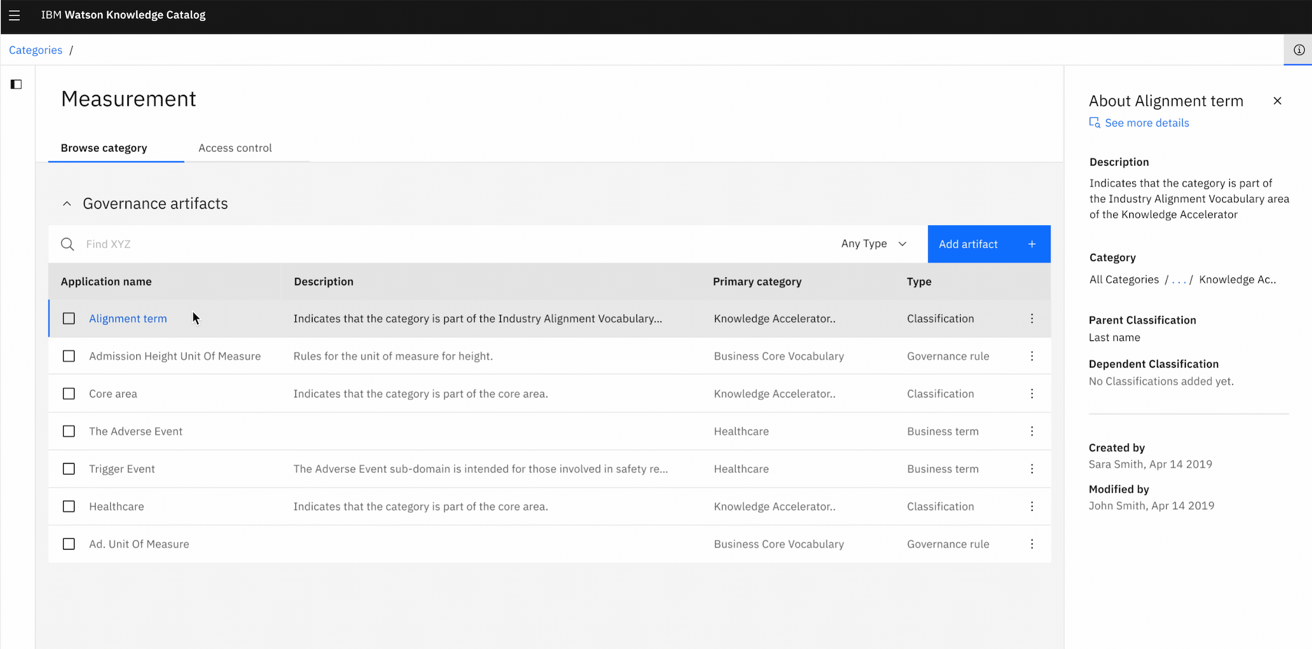 IBM Watson Knowledge Catalog
Categories /
Measurement
Browse category Access control
Governance artifacts
Find XYZ Any Type Add artifact +
Application name Description Primary category Type
Alignment term Indicates that the category is part of the Industry Alignment Vocabulary... Knowledge Accelerator.. Classification
Admission Height Unit Of Measure Rules for the unit of measure for height. Business Core Vocabulary Governance rule
Core area Indicates that the category is part of the core area. Knowledge Accelerator.. Classification
The Adverse Event Healthcare Business term
Trigger Event The Adverse Event sub-domain is intended for those involved in safety re... Healthcare Business term
Healthcare Indicates that the category is part of the core area. Knowledge Accelerator.. Classification
Ad. Unit Of Measure Business Core Vocabulary Governance rule
About Alignment term
See more details
Description
Indicates that the category is part of
the Industry Alignment Vocabulary area
of the Knowledge Accelerator
Category
All Categories / . . . / Knowledge Ac..
Parent Classification
Last name
Dependent Classification
No Classifications added yet.
Created by
Sara Smith, Apr 14 2019
Modified by
John Smith, Apr 14 2019